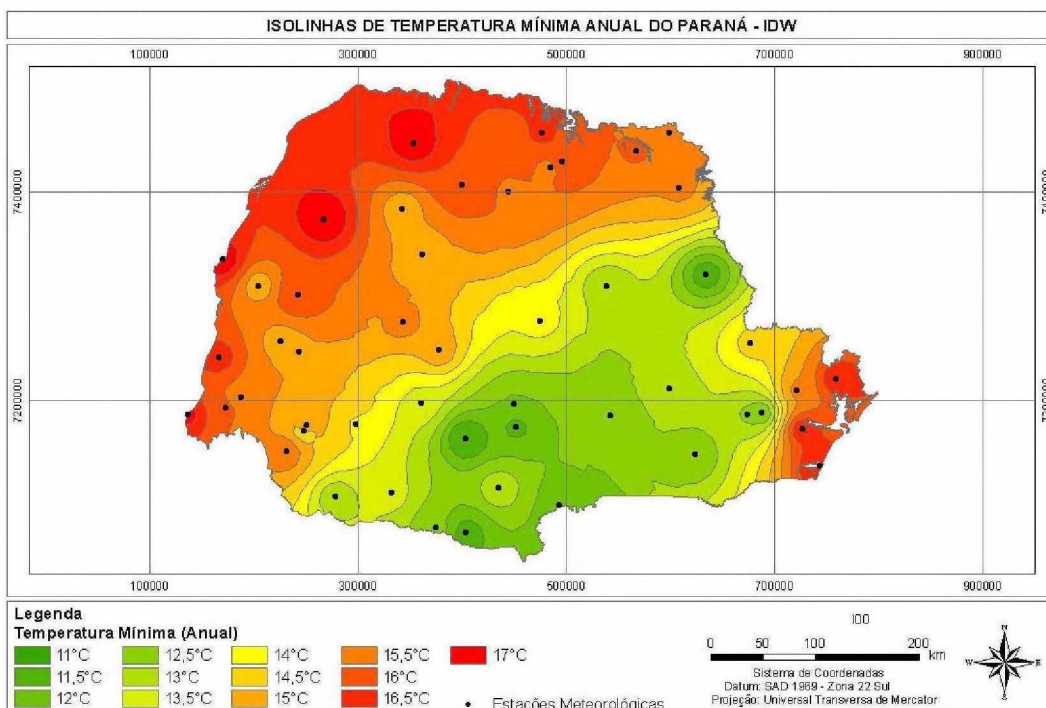 ISOLINHAS DE TEMPERATURA MÍNIMA ANUAL DO PARANÁ - IDW
100000 300000 500000 700000 900000
7400000
7400000
7200000
7200000
100000 300000 500000 700000 900000
Legenda
Temperatura Mínima (Anual)
11°C 12,5°C 14°C 15,5°C 17°C
11,5°C 13°C 14,5°C 16°C
12°C 13,5°C 15°C 16,5°C
Estações Meteorológicas
100
0 50 100 200
km
Sistema de Coordenadas
Datum: SAD 1969 - Zona 22 Sul
Projeção: Universal Transversa de Mercator
N
W E
S